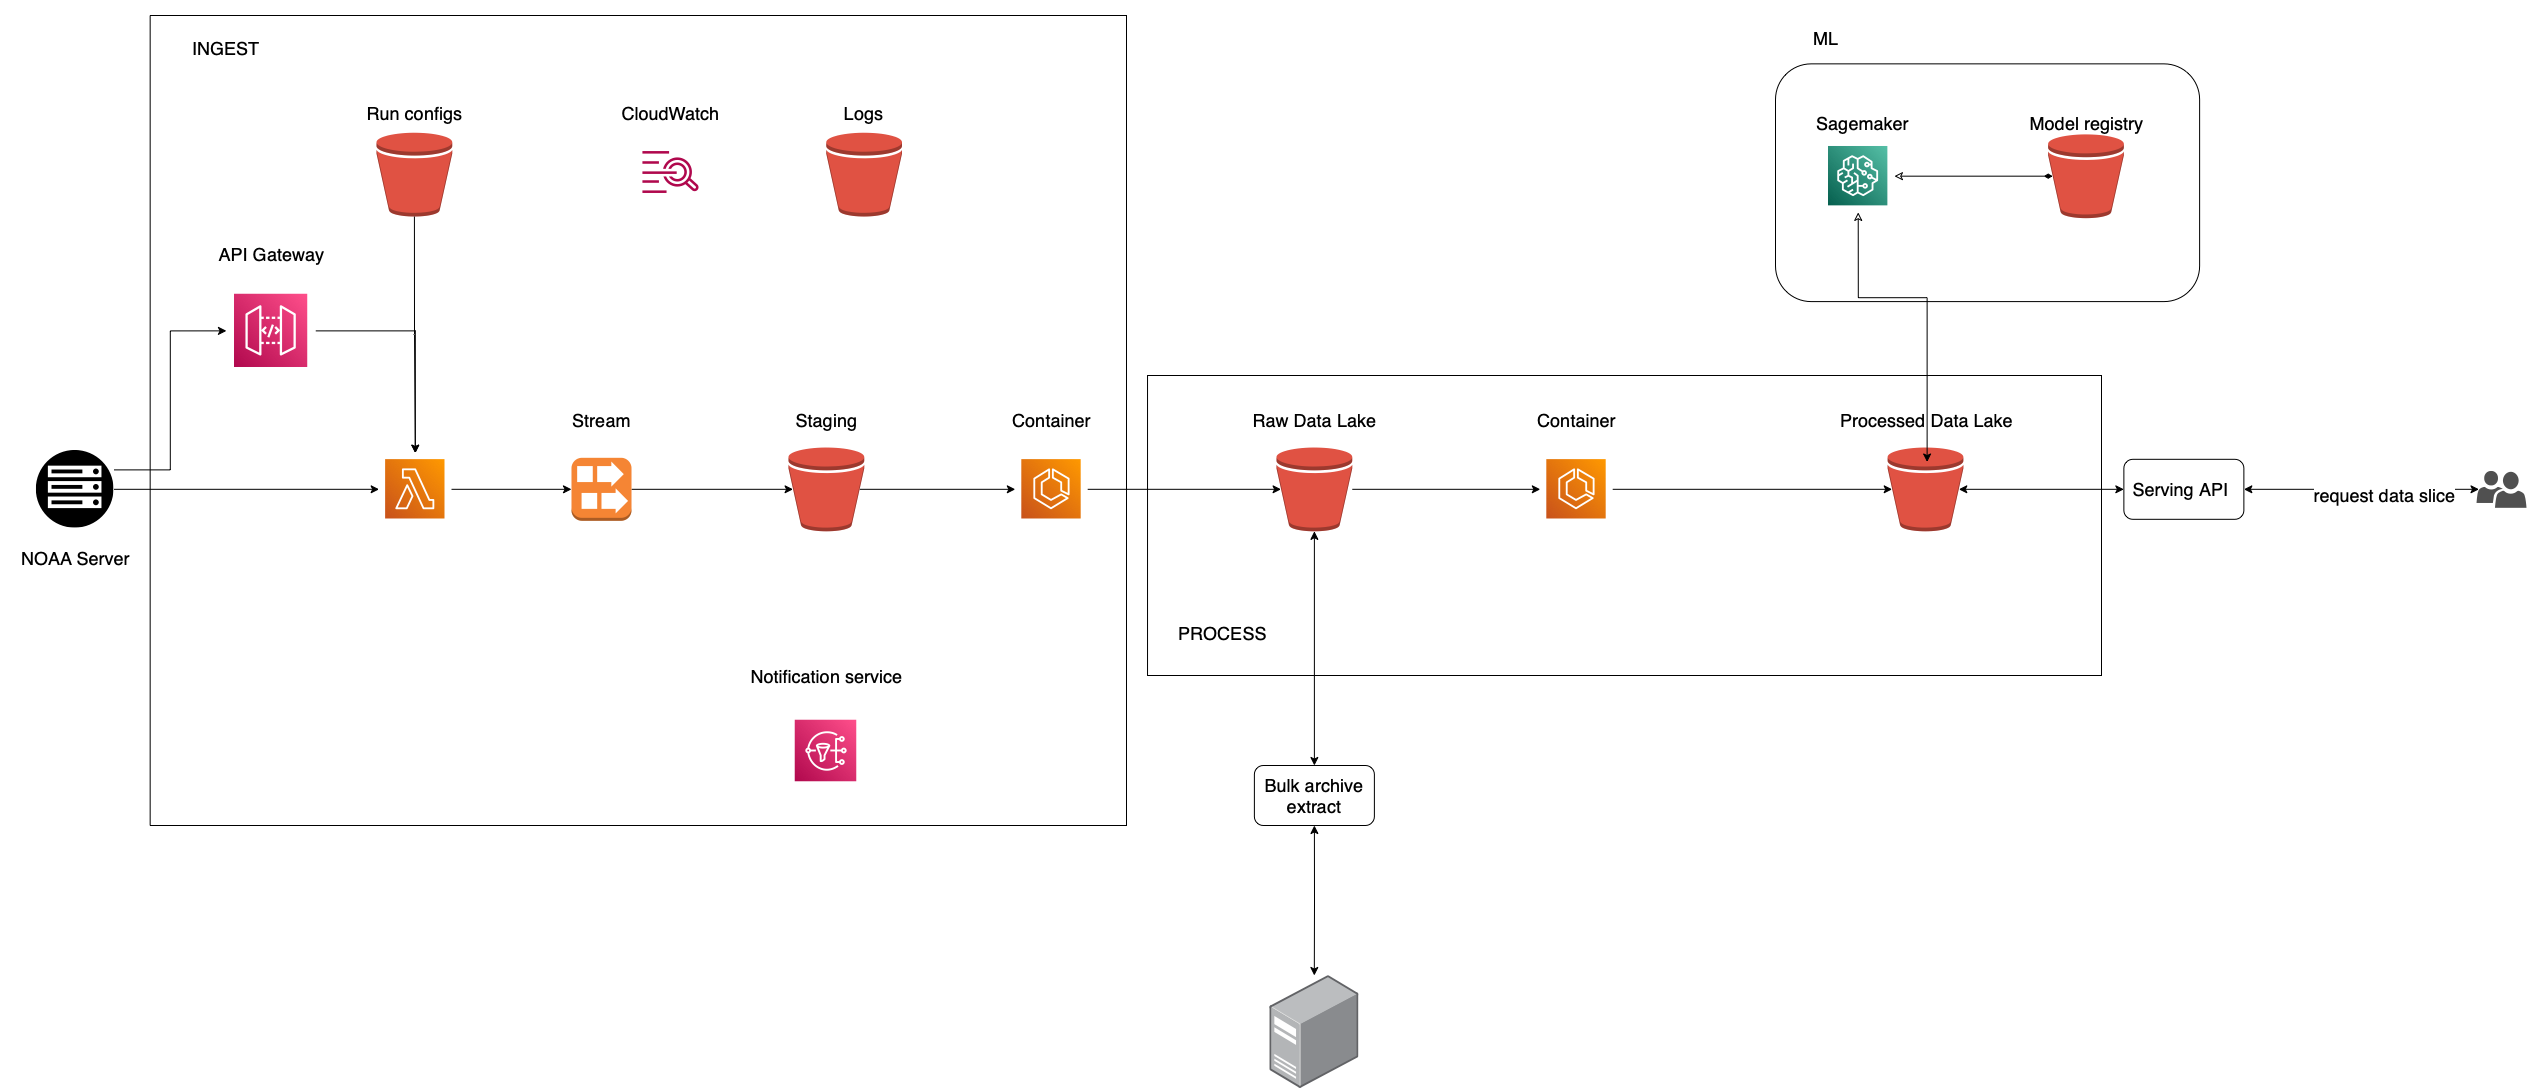 INGEST
ML
Run configs
CloudWatch
Logs
Sagemaker
Model registry
API Gateway
Stream
Staging
Container
Raw Data Lake
Container
Processed Data Lake
Serving API
request data slice
NOAA Server
PROCESS
Notification service
Bulk archive
extract